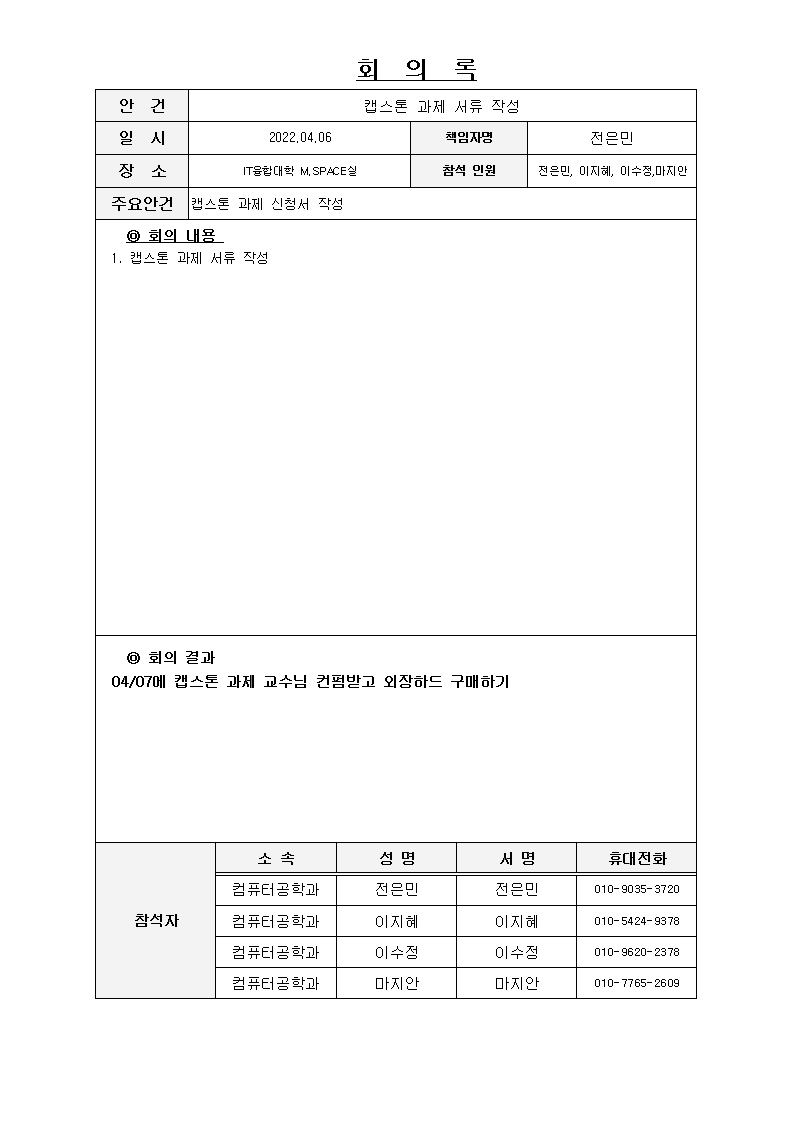 회 의 록
안 건 캡스톤 과제 서류 작성
일 시 2022.04.06 책임자명 전은민
장 소 IT융합대학 M.SPACE실 참석 인원 전은민, 이지혜, 이수정,마지안
주요안건 캡스톤 과제 신청서 작성
◎ 회의 내용
1. 캡스톤 과제 서류 작성
◎ 회의 결과
04/07에 캡스톤 과제 교수님 컨펌받고 외장하드 구매하기
소 속 성 명 서 명 휴대전화
컴퓨터공학과 전은민 전은민 010-9035-3720
참석자
컴퓨터공학과 이지혜 이지혜 010-5424-9378
컴퓨터공학과 이수정 이수정 010-9620-2378
컴퓨터공학과 마지안 마지안 010-7765-2609